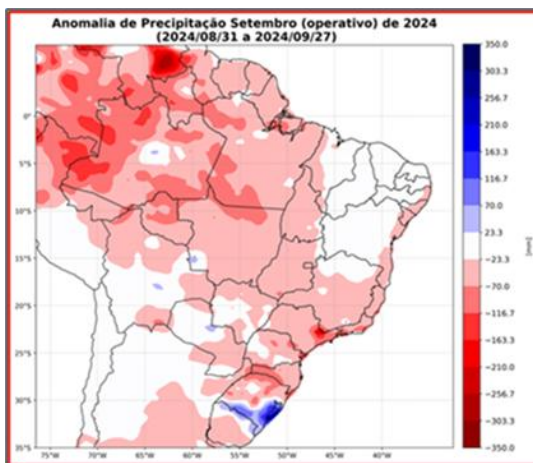 Anomalia de Precipitação Setembro (operativo) de 2024
(2024/08/31 a 2024/09/27)
350.0
303.3
256.7
210.0
163.3
116.7
70.0
23.3
−23.3
−70.0
−116.7
−163.3
−210.0
−256.7
−303.3
−350.0
[mm]
0°
5°S
10°S
15°S
20°S
25°S
30°S
35°S
75°W
70°W
65°W
60°W
55°W
50°W
45°W
40°W